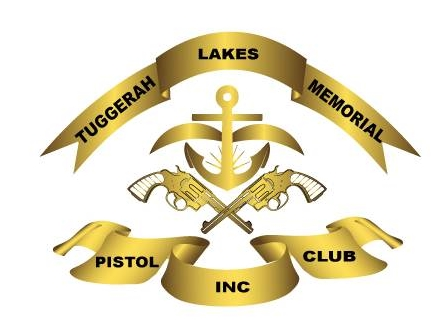 TUGGERAH LAKES MEMORIAL
PISTOL INC CLUB